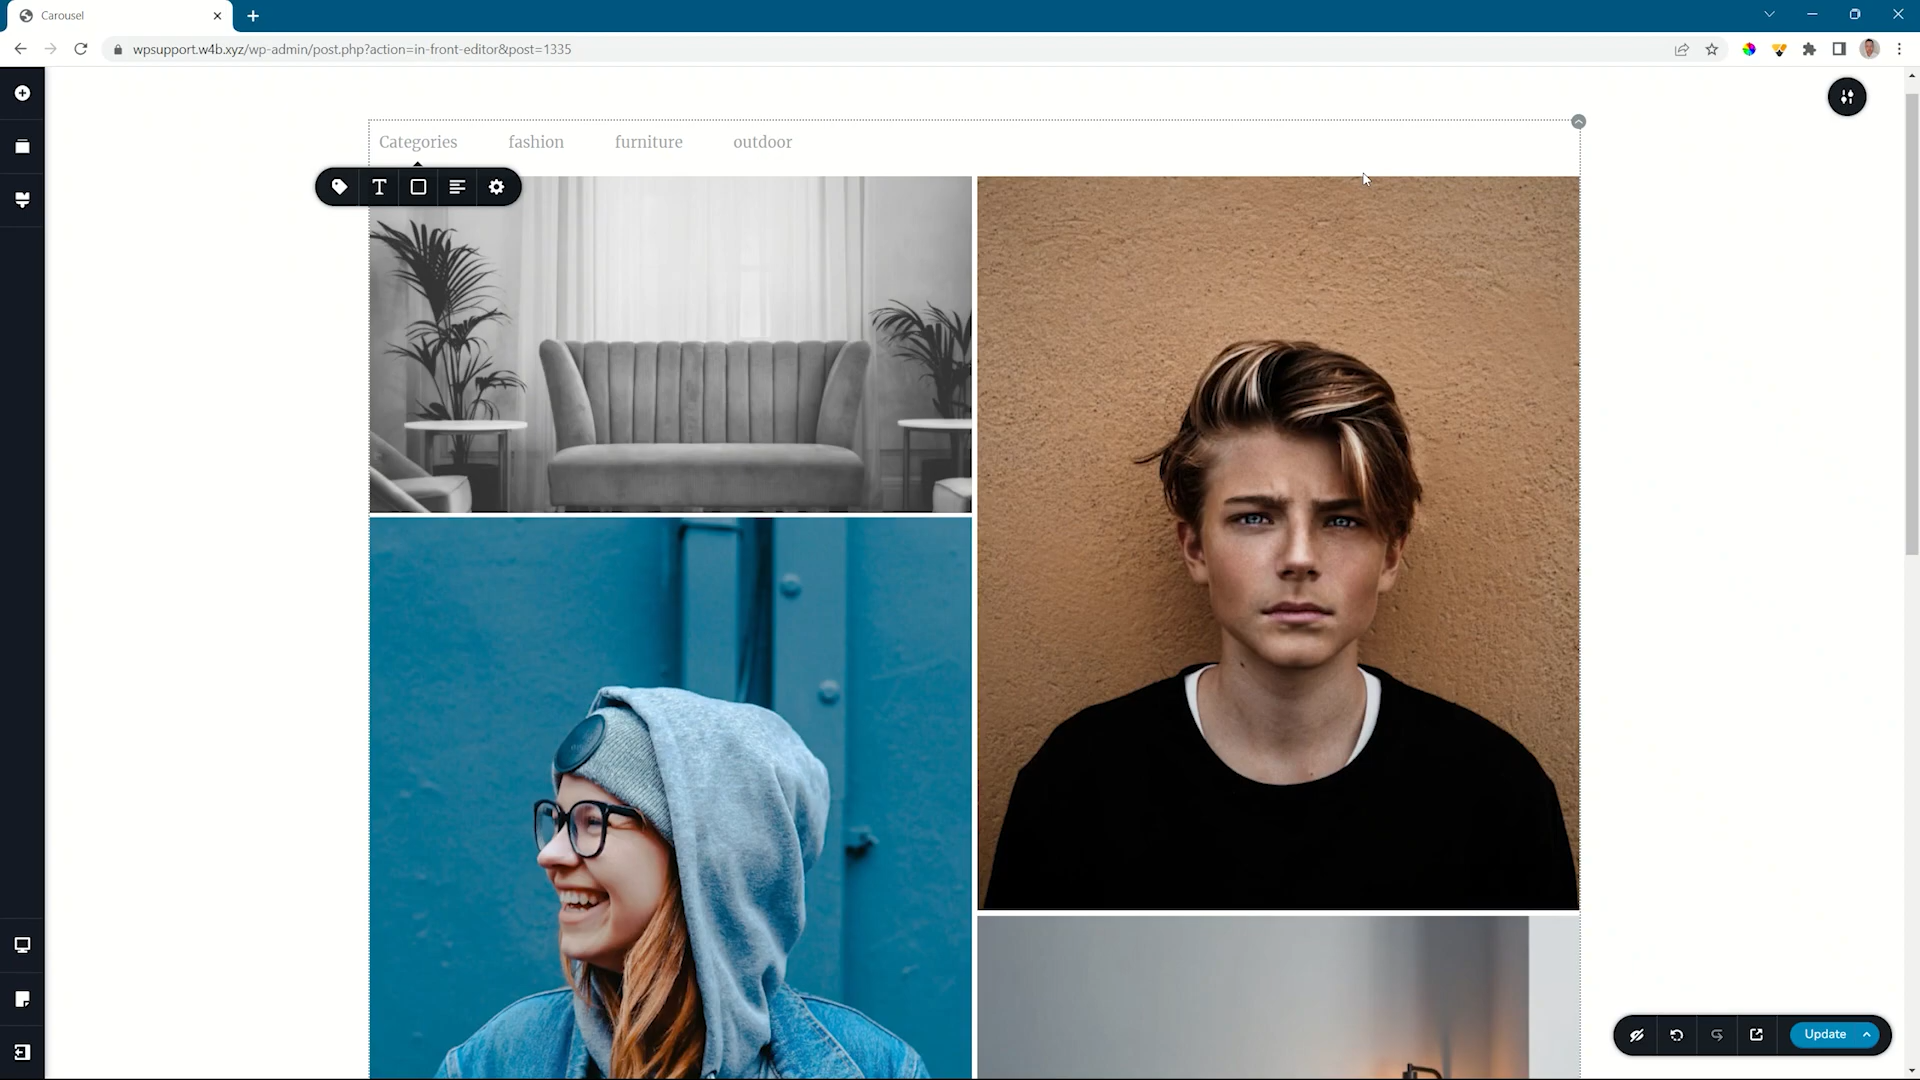 Carousel
wpsupport.w4b.xyz/wp-admin/post.php?action=in-front-editor&post=1335
Categories fashion furniture outdoor
T
Update